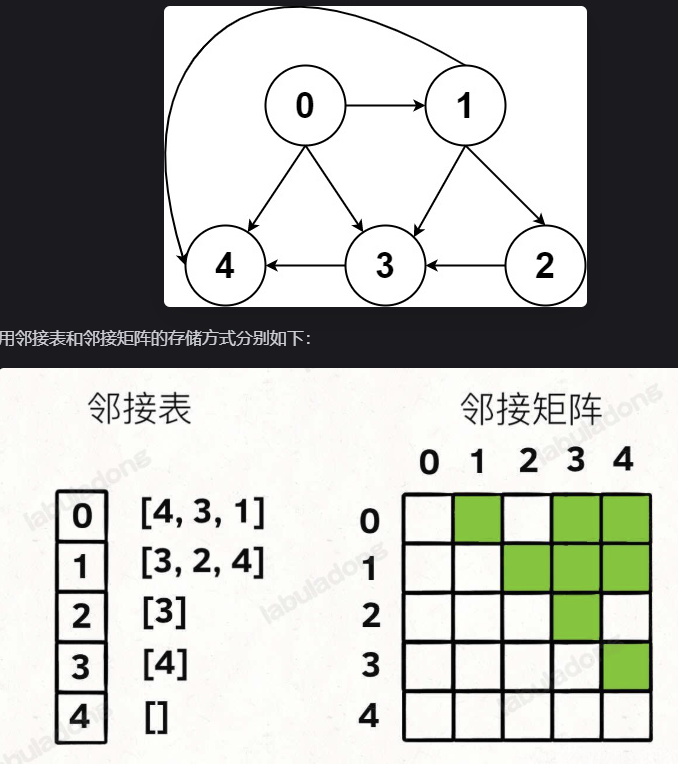 0 1
4 3 2
用邻接表和邻接矩阵的存储方式分别如下：
邻接表
0 [4, 3, 1]
1 [3, 2, 4]
2 [3]
3 [4]
4 []
邻接矩阵
0 1 2 3 4
0
1
2
3
4
labuladong
labuladong
labuladong
labuladong
labuladong